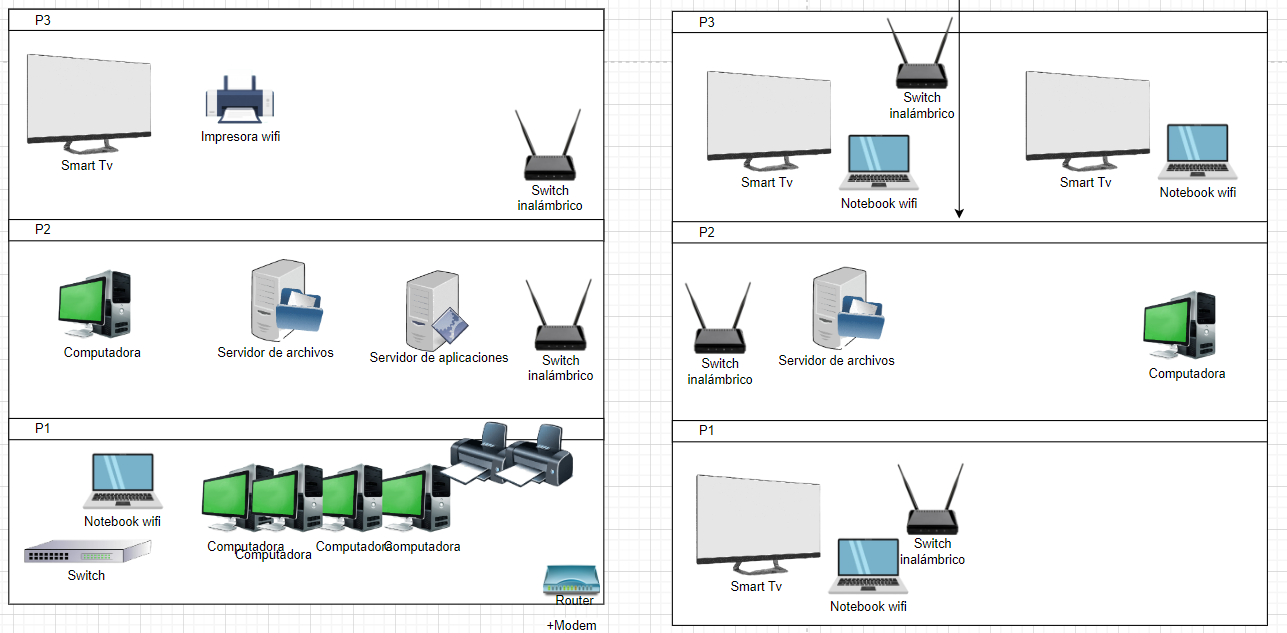 P3
Smart Tv
Impresora wifi
Switch
inalámbrico
P2
Computadora
Servidor de archivos
Servidor de aplicaciones
Switch
inalámbrico
P1
Notebook wifi
Switch
Computadora
Computadora
Computadora
Computadora
Router
+Modem
P3
Switch
inalámbrico
Smart Tv
Notebook wifi
Smart Tv
Notebook wifi
P2
Switch
inalámbrico
Servidor de archivos
Computadora
P1
Smart Tv
Switch
inalámbrico
Notebook wifi